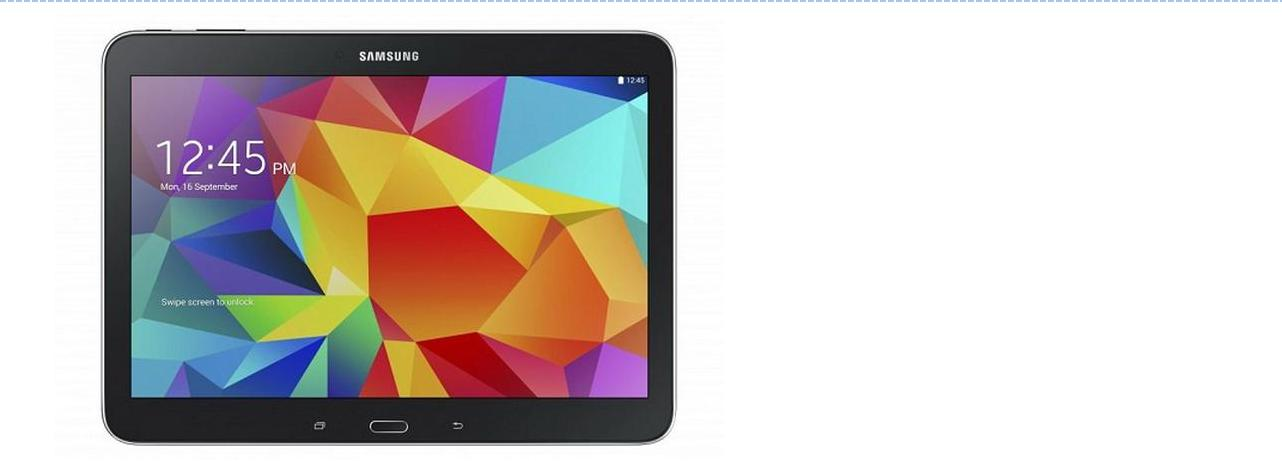 SAMSUNG
12:45
12:45 PM
Mon, 16 September
Swipe screen to unlock